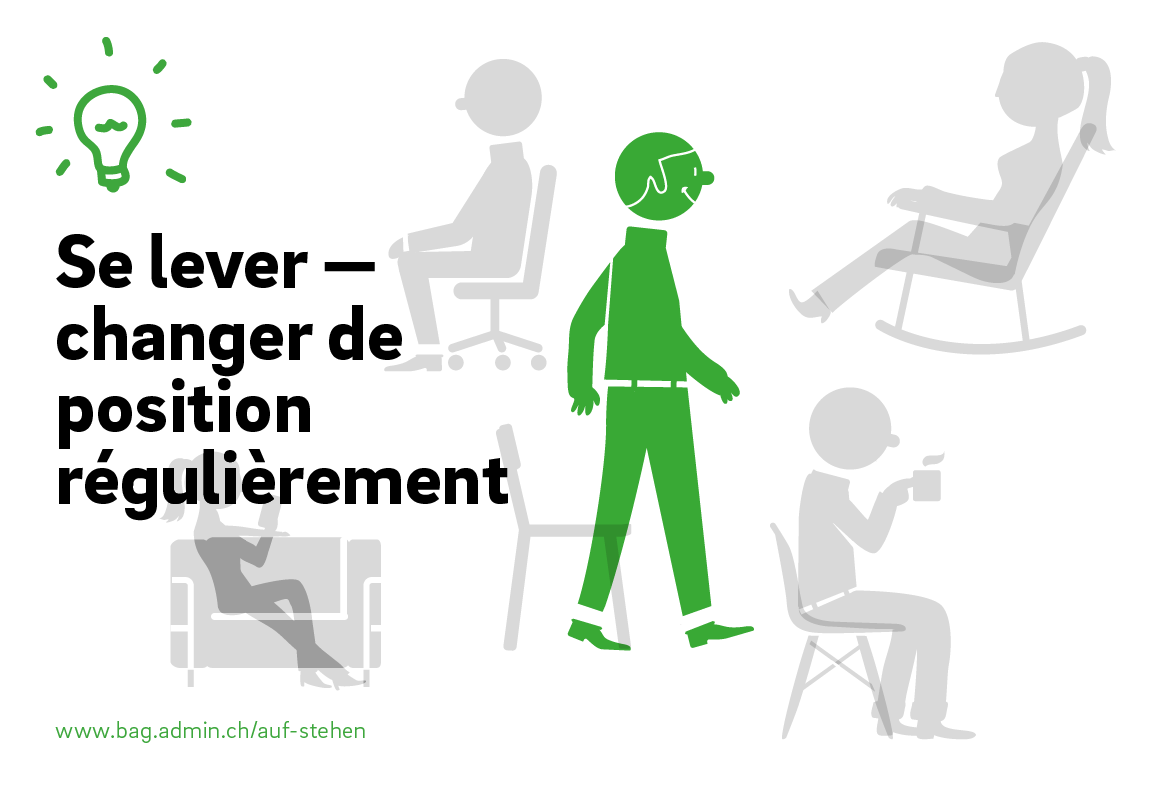 Se lever —
changer de
position
régulièrement
www.bag.admin.ch/auf-stehen